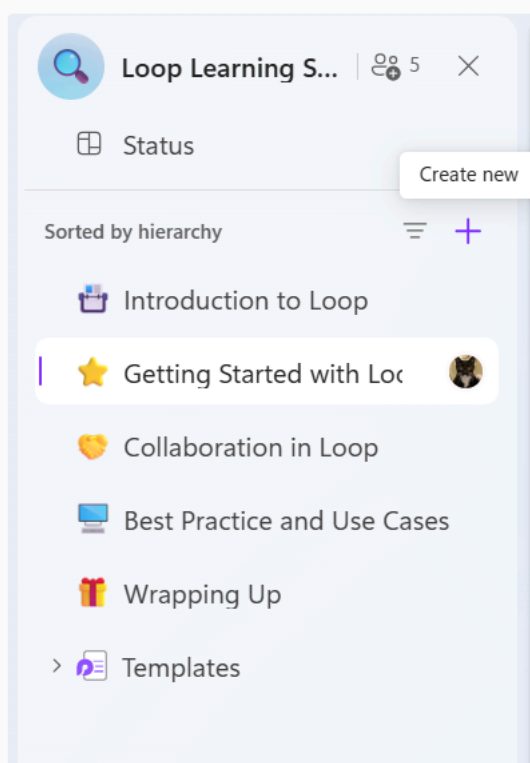 Loop Learning S...
5
Status
Create new
Sorted by hierarchy
Introduction to Loop
Getting Started with Loo
Collaboration in Loop
Best Practice and Use Cases
Wrapping Up
Templates